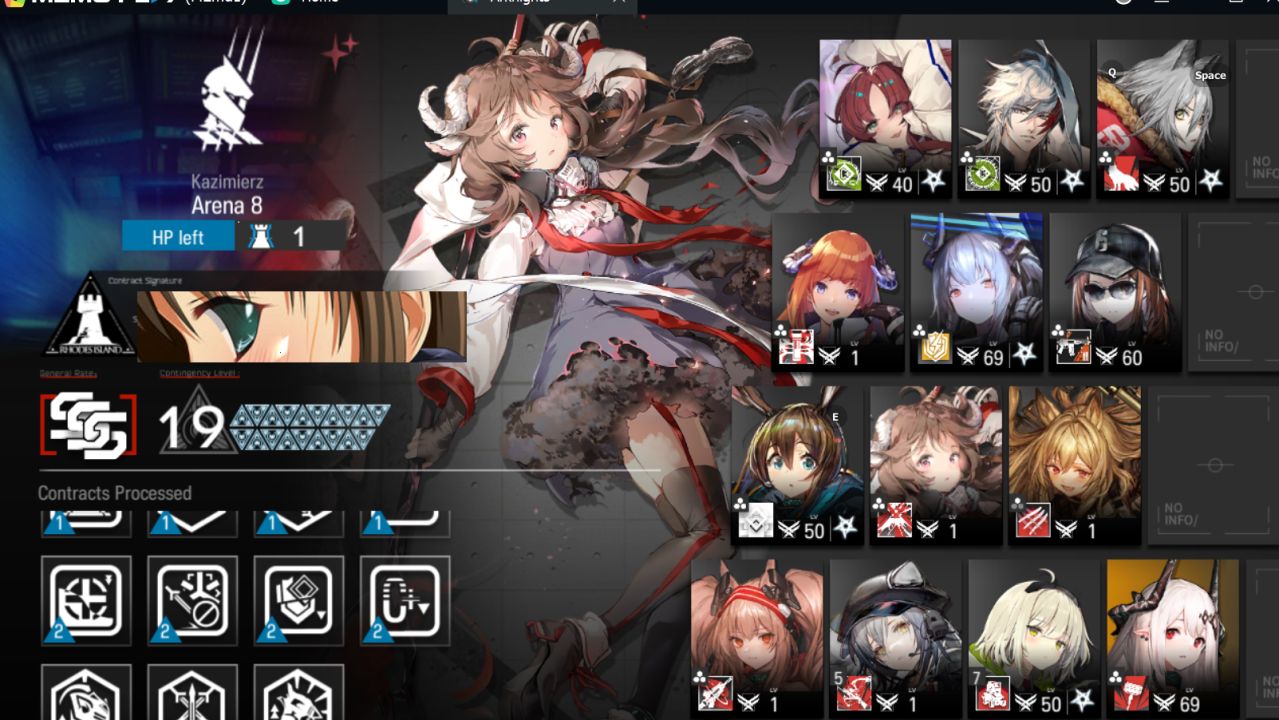 Home
Kazimierz
Arena 8
HP left
1
Contract Signature
RHODES ISLAND
General Rate:
Contingency Level :
19
Contracts Processed
1
1
1
1
2
2
2
2
LV
40
LV
50
Q
Space
LV
50
NO
INFO
LV
1
LV
69
LV
60
NO
INFO/
LV
50
E
LV
1
LV
1
NO
INFO/
LV
1
5
LV
1
7
LV
50
LV
69
NO